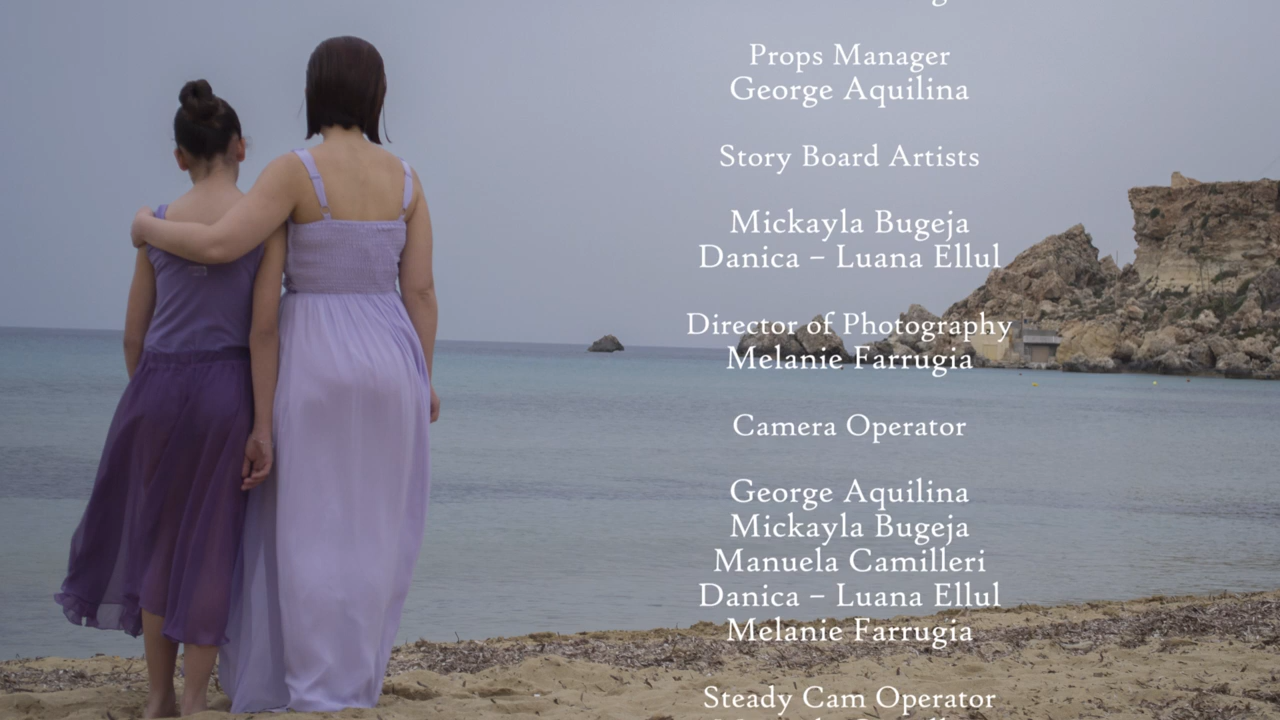 Props Manager
George Aquilina
Story Board Artists
Mickayla Bugeja
Danica – Luana Ellul
Director of Photography
Melanie Farrugia
Camera Operator
George Aquilina
Mickayla Bugeja
Manuela Camilleri
Danica – Luana Ellul
Melanie Farrugia
Steady Cam Operator